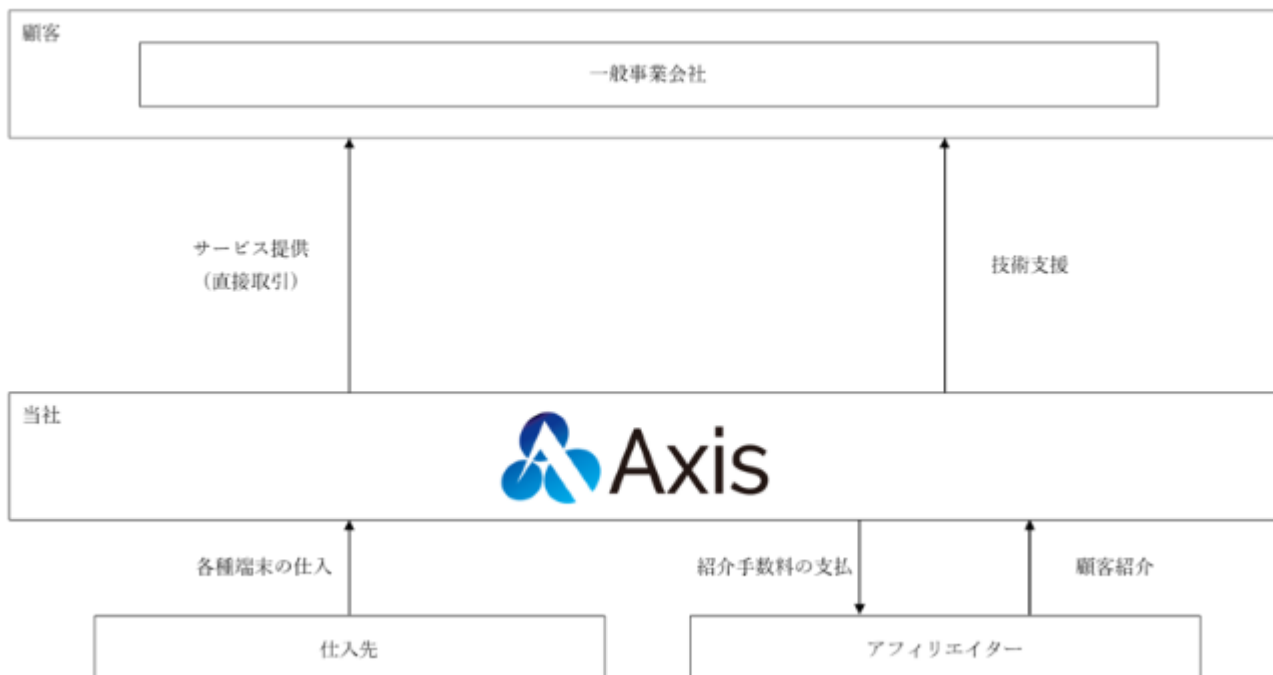 顧客
一般事業会社
サービス提供
(直接取引)
技術支援
当社
Axis
各種端末の仕入
紹介手数料の支払
顧客紹介
仕入先
アフィリエイター